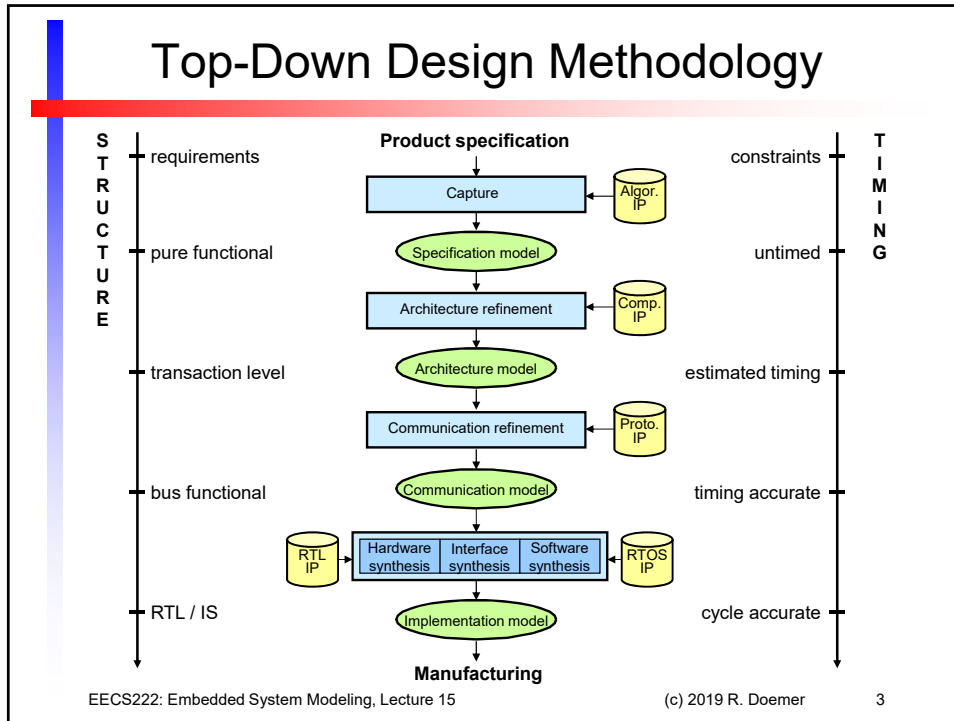 Top-Down Design Methodology
STRUCTURE
TIMING
Product specification
requirements
constraints
Capture
Algor.
IP
pure functional
Specification model
untimed
Architecture refinement
Comp.
IP
transaction level
Architecture model
estimated timing
Communication refinement
Proto.
IP
bus functional
Communication model
timing accurate
RTL
IP
Hardware
synthesis
Interface
synthesis
Software
synthesis
RTOS
IP
RTL / IS
Implementation model
cycle accurate
Manufacturing
EECS222: Embedded System Modeling, Lecture 15
(c) 2019 R. Doemer
3